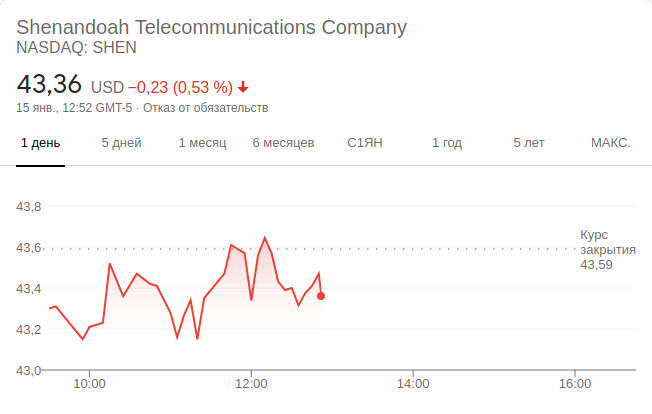 Shenandoah Telecommunications Company
NASDAQ: SHEN
43,36 USD −0,23 (0,53 %)
15 янв., 12:52 GMT-5 · Отказ от обязательств
1 день 5 дней 1 месяц 6 месяцев С1ЯН 1 год 5 лет МАКС.
43,8
43,6
Курс
закрытия
43,59
43,4
43,2
43,0
10:00 12:00 14:00 16:00